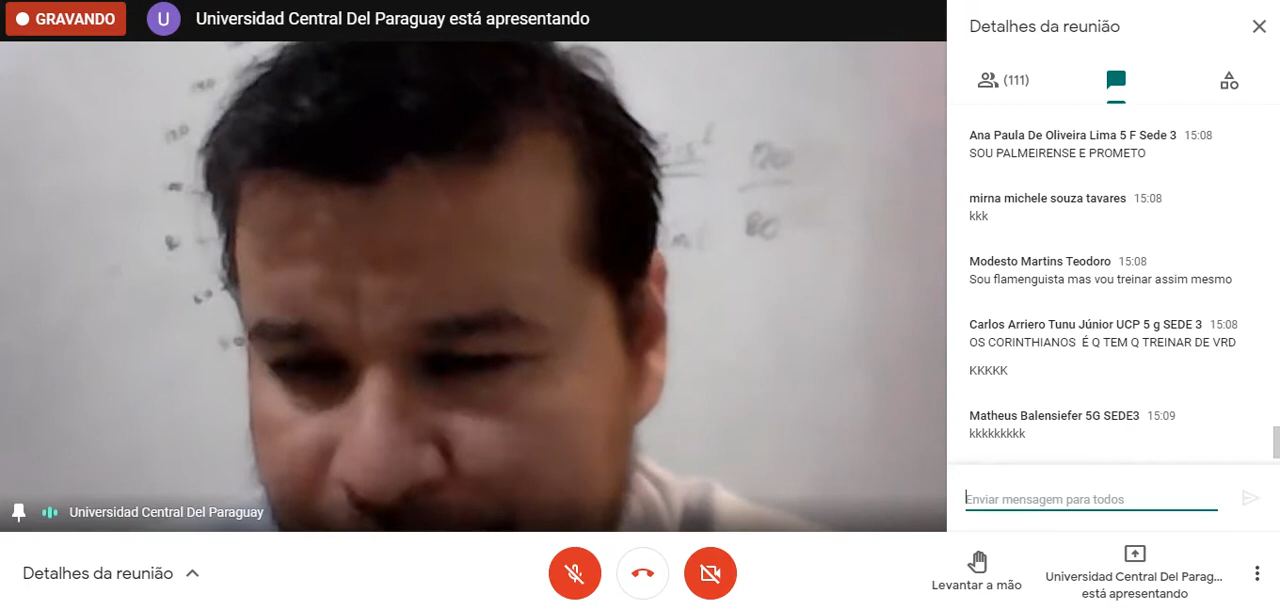 GRAVANDO
U
Universidad Central Del Paraguay está apresentando
120
80
Universidad Central Del Paraguay
Detalhes da reunião
(111)
Ana Paula De Oliveira Lima 5 F Sede 3 15:08
SOU PALMEIRENSE E PROMETO
mirna michele souza tavares 15:08
kkk
Modesto Martins Teodoro 15:08
Sou flamenguista mas vou treinar assim mesmo
Carlos Arriero Tunu Júnior UCP 5 g SEDE 3 15:08
OS CORINTHIANOS É Q TEM Q TREINAR DE VRD
KKKKK
Matheus Balensiefer 5G SEDE3 15:09
kkkkkkkkk
Enviar mensagem para todos
Detalhes da reunião
Levantar a mão
Universidad Central Del Parag...
está apresentando